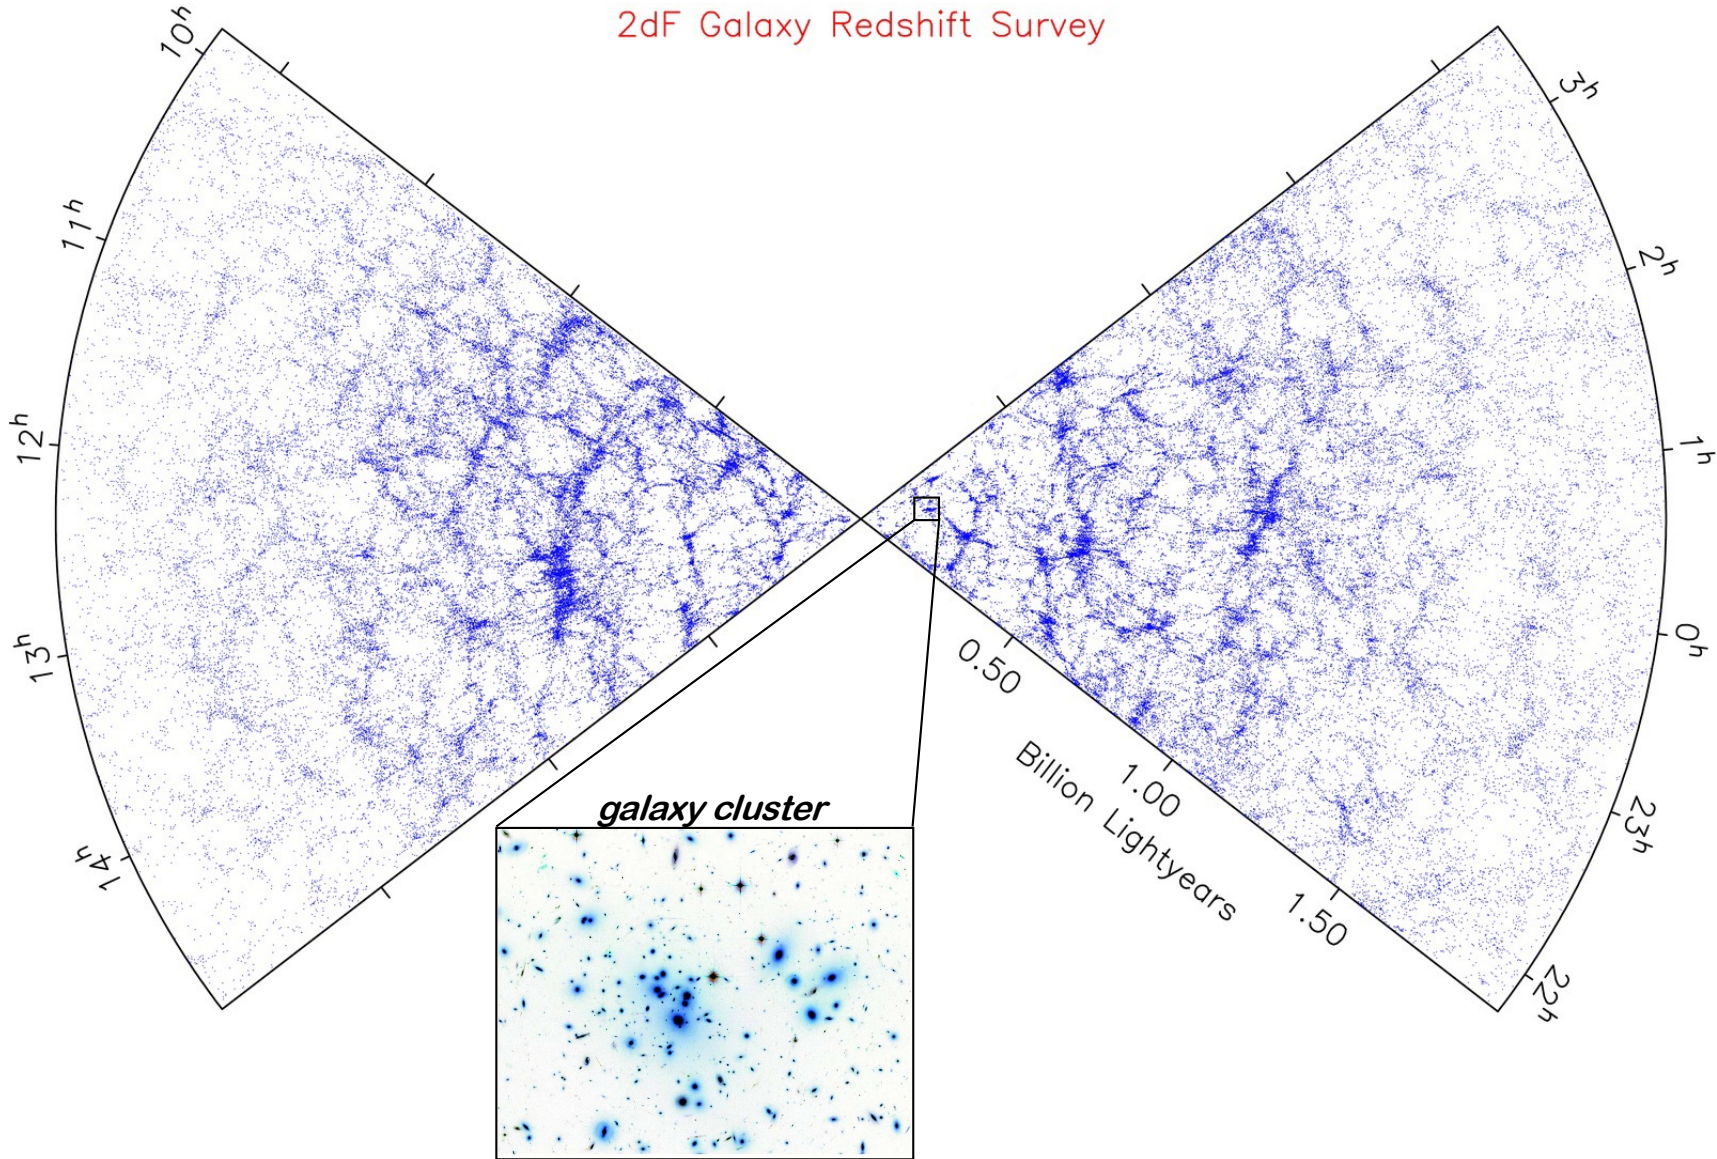 2dF Galaxy Redshift Survey
10h
11h
12h
13h
14h
3h
2h
1h
0h
23h
22h
0.50
1.00
1.50
Billion Lightyears
galaxy cluster